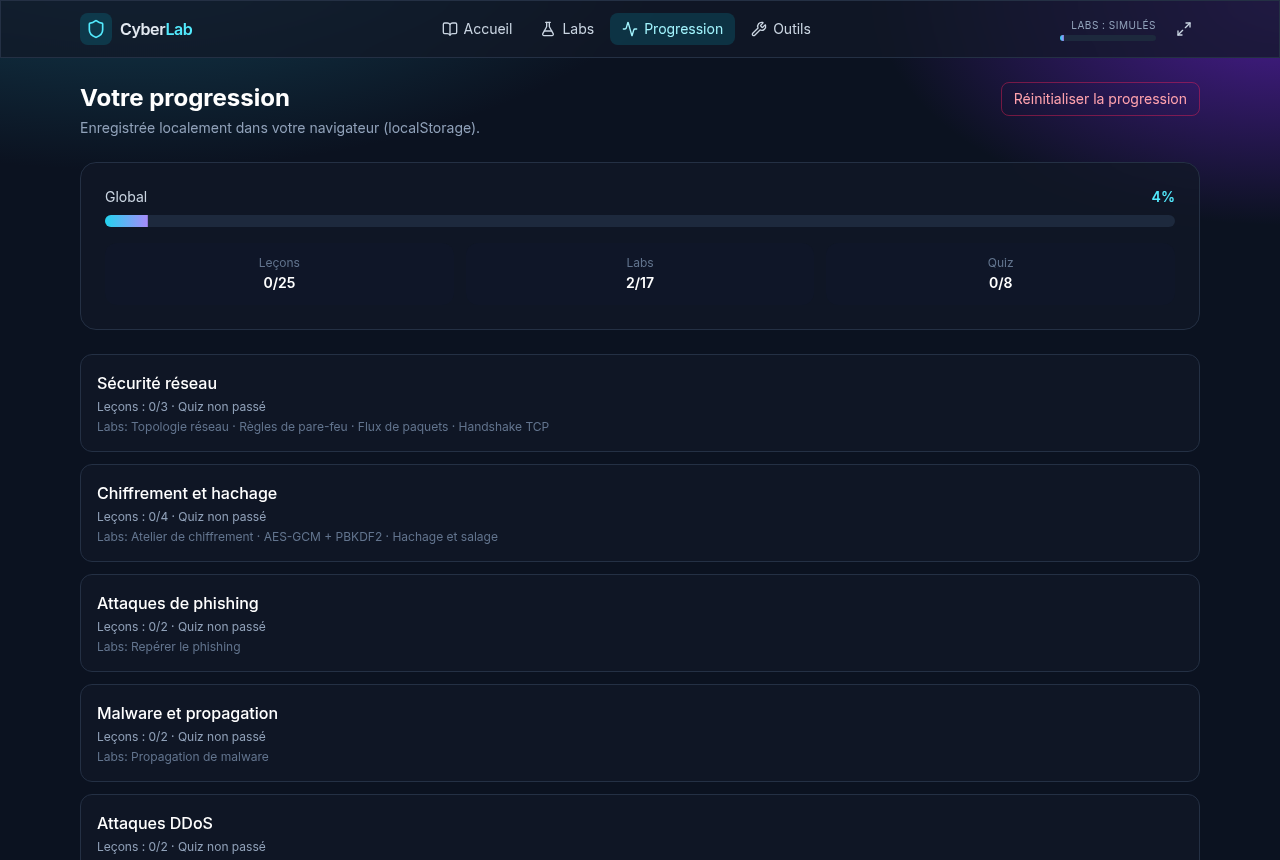 CyberLab
Accueil
Labs
Progression
Outils
LABS : SIMULÉS
Votre progression
Réinitialiser la progression
Enregistrée localement dans votre navigateur (localStorage).
Global
4%
Leçons
Labs
Quiz
0/25
2/17
0/8
Sécurité réseau
Leçons : 0/3 · Quiz non passé
Labs: Topologie réseau · Règles de pare-feu · Flux de paquets · Handshake TCP
Chiffrement et hachage
Leçons : 0/4 · Quiz non passé
Labs: Atelier de chiffrement · AES-GCM + PBKDF2 · Hachage et salage
Attaques de phishing
Leçons : 0/2 · Quiz non passé
Labs: Repérer le phishing
Malware et propagation
Leçons : 0/2 · Quiz non passé
Labs: Propagation de malware
Attaques DDoS
Leçons : 0/2 · Quiz non passé